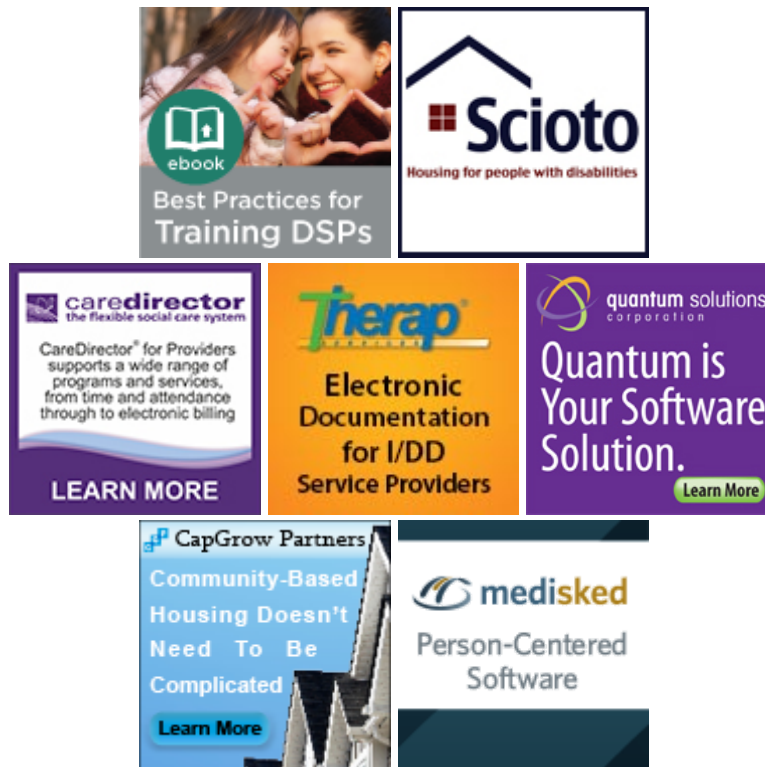 ebook
Best Practices for
Training DSPs
Scioto
Housing for people with disabilities
caredirector
the flexible social care system
CareDirector® for Providers
supports a wide range of
programs and services,
from time and attendance
through to electronic billing
LEARN MORE
Therap®
SERVICES
Electronic
Documentation
for I/DD
Service Providers
quantum solutions
corporation
Quantum is
Your Software
Solution.
Learn More
CapGrow Partners
Community-Based
Housing Doesn't
Need To Be
Complicated
Learn More
medisked
Person-Centered
Software